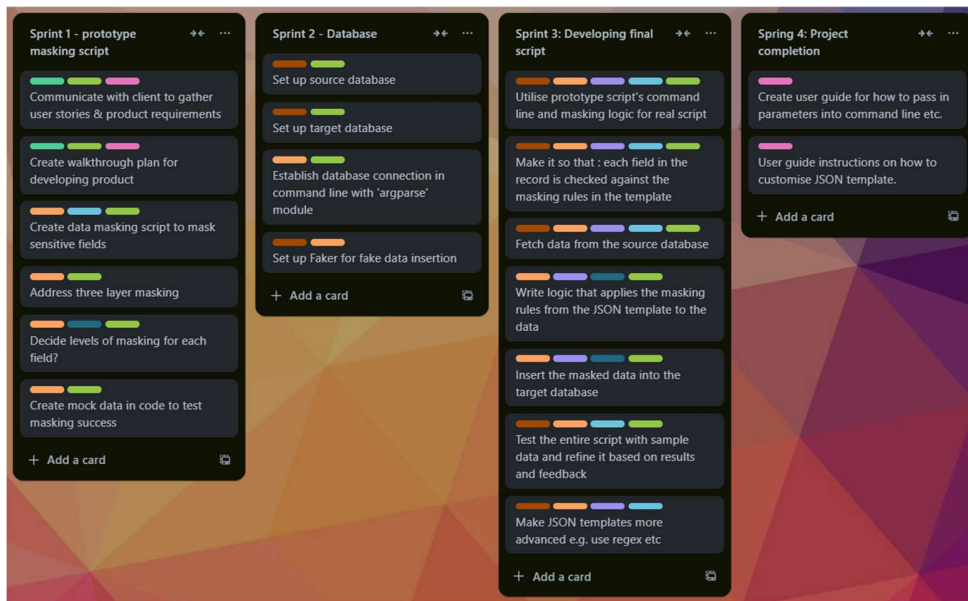 Sprint 1 - prototype
masking script
Communicate with client to gather
user stories & product requirements
Create walkthrough plan for
developing product
Create data masking script to mask
sensitive fields
Address three layer masking
Decide levels of masking for each
field?
Create mock data in code to test
masking success
+ Add a card
Sprint 2 - Database
Set up source database
Set up target database
Establish database connection in
command line with 'argparse'
module
Set up Faker for fake data insertion
+ Add a card
Sprint 3: Developing final
script
Utilise prototype script's command
line and masking logic for real script
Make it so that : each field in the
record is checked against the
masking rules in the template
Fetch data from the source database
Write logic that applies the masking
rules from the JSON template to the
data
Insert the masked data into the
target database
Test the entire script with sample
data and refine it based on results
and feedback
Make JSON templates more
advanced e.g. use regex etc
+ Add a card
Spring 4: Project
completion
Create user guide for how to pass in
parameters into command line etc.
User guide instructions on how to
customise JSON template.
+ Add a card